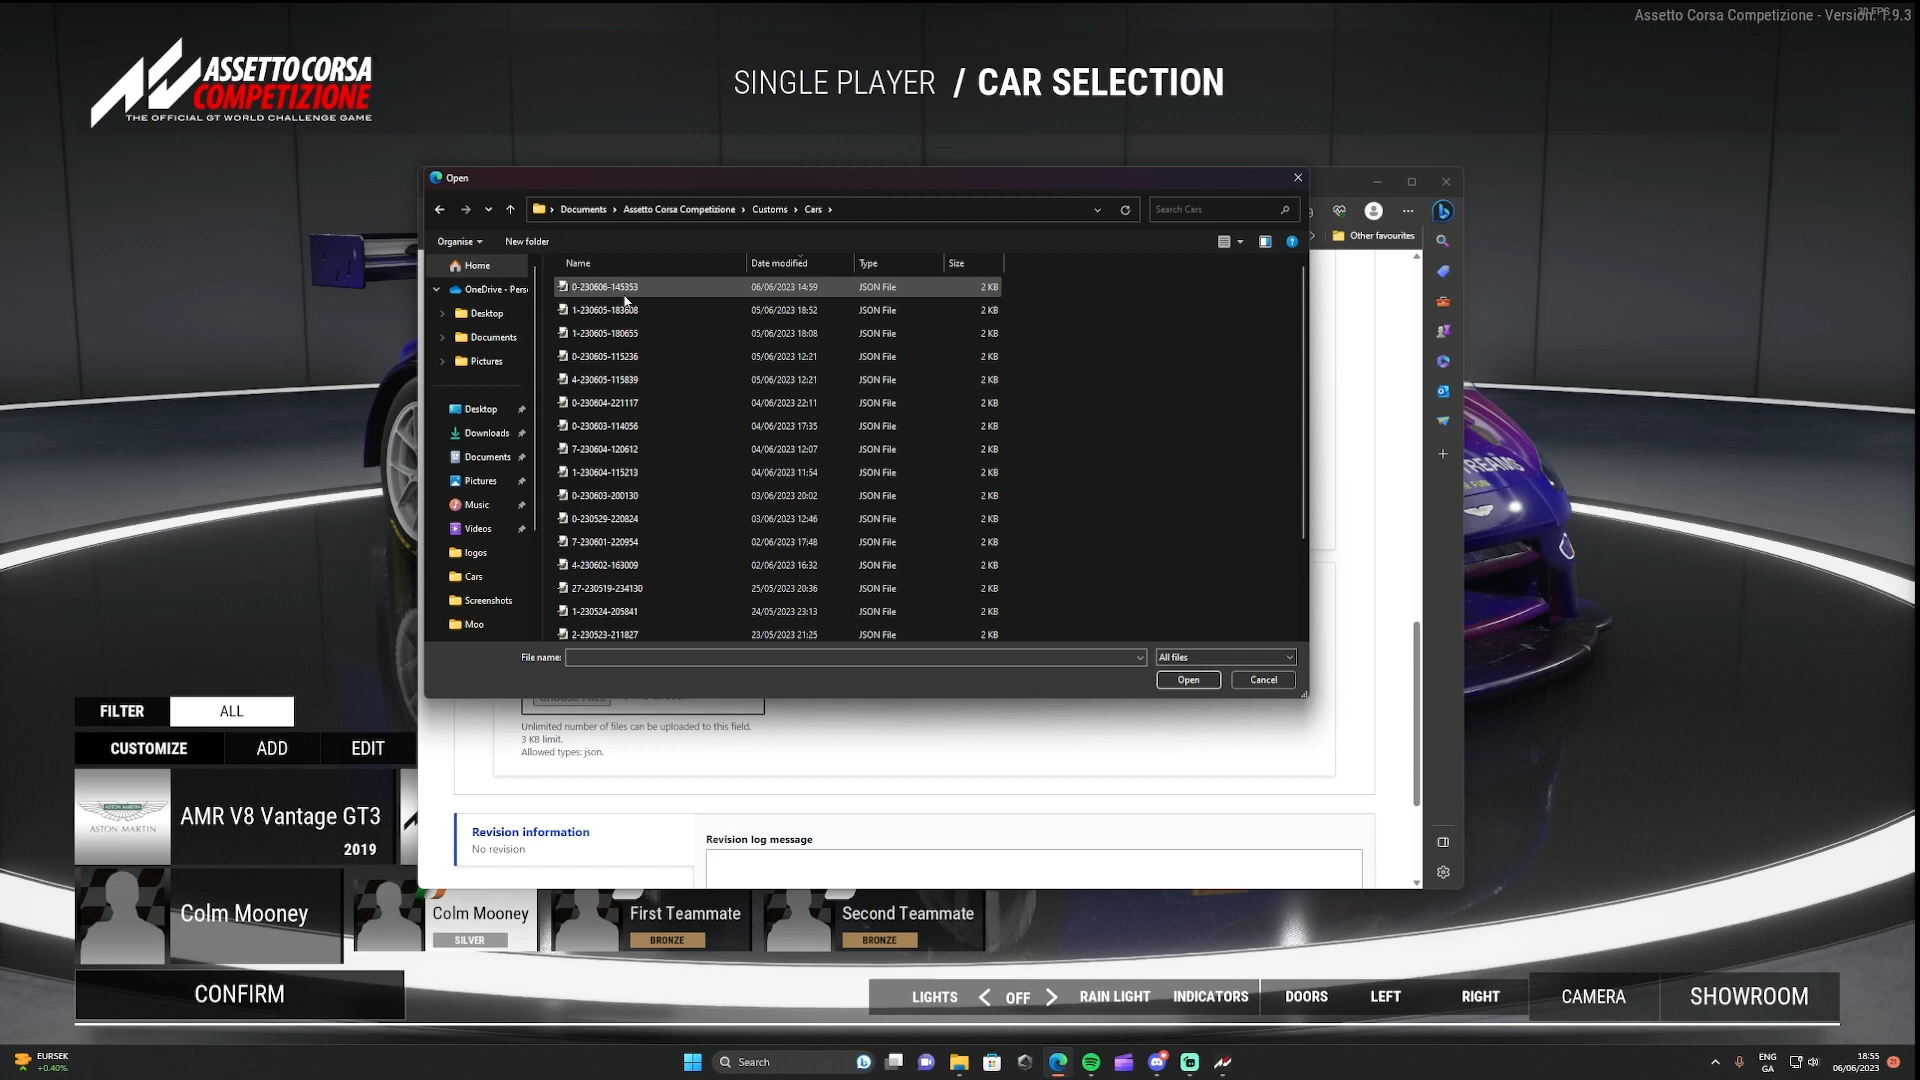 Assetto Corsa Competizione - Version: 1.9.3
ASSETTO CORSA
COMPETIZIONE
THE OFFICIAL GT WORLD CHALLENGE GAME
SINGLE PLAYER / CAR SELECTION
Open
Documents > Assetto Corsa Competizione > Customs > Cars >
Search Cars
Organise
New folder
Other favourites
Name Date modified Type Size
Home
OneDrive - Pers
Desktop
Documents
Pictures
Desktop
Downloads
Documents
Pictures
Music
Videos
logos
Cars
Screenshots
Moo
0-230606-145353 06/06/2023 14:59 JSON File 2 KB
1-230605-183608 05/06/2023 18:52 JSON File 2 KB
1-230605-180655 05/06/2023 18:08 JSON File 2 KB
0-230605-115236 05/06/2023 12:21 JSON File 2 KB
4-230605-115839 05/06/2023 12:21 JSON File 2 KB
0-230604-221117 04/06/2023 22:11 JSON File 2 KB
0-230603-114056 04/06/2023 17:35 JSON File 2 KB
7-230604-120612 04/06/2023 12:07 JSON File 2 KB
1-230604-115213 04/06/2023 11:54 JSON File 2 KB
0-230603-200130 03/06/2023 20:02 JSON File 2 KB
0-230529-220824 03/06/2023 12:46 JSON File 2 KB
7-230601-220954 02/06/2023 17:48 JSON File 2 KB
4-230602-163009 02/06/2023 16:32 JSON File 2 KB
27-230519-234130 25/05/2023 20:36 JSON File 2 KB
1-230524-205841 24/05/2023 23:13 JSON File 2 KB
2-230523-211827 23/05/2023 21:25 JSON File 2 KB
File name:
All files
Open
Cancel
Unlimited number of files can be uploaded to this field.
3 KB limit.
Allowed types: json.
Revision information
No revision
Revision log message
FILTER ALL
CUSTOMIZE ADD EDIT
ASTON MARTIN
AMR V8 Vantage GT3
2019
Colm Mooney
Colm Mooney
SILVER
First Teammate
BRONZE
Second Teammate
BRONZE
CONFIRM
LIGHTS < OFF > RAIN LIGHT INDICATORS DOORS LEFT RIGHT CAMERA SHOWROOM
EURSEK
+0.40%
Search
ENG
GA
18:55
06/06/2023
21